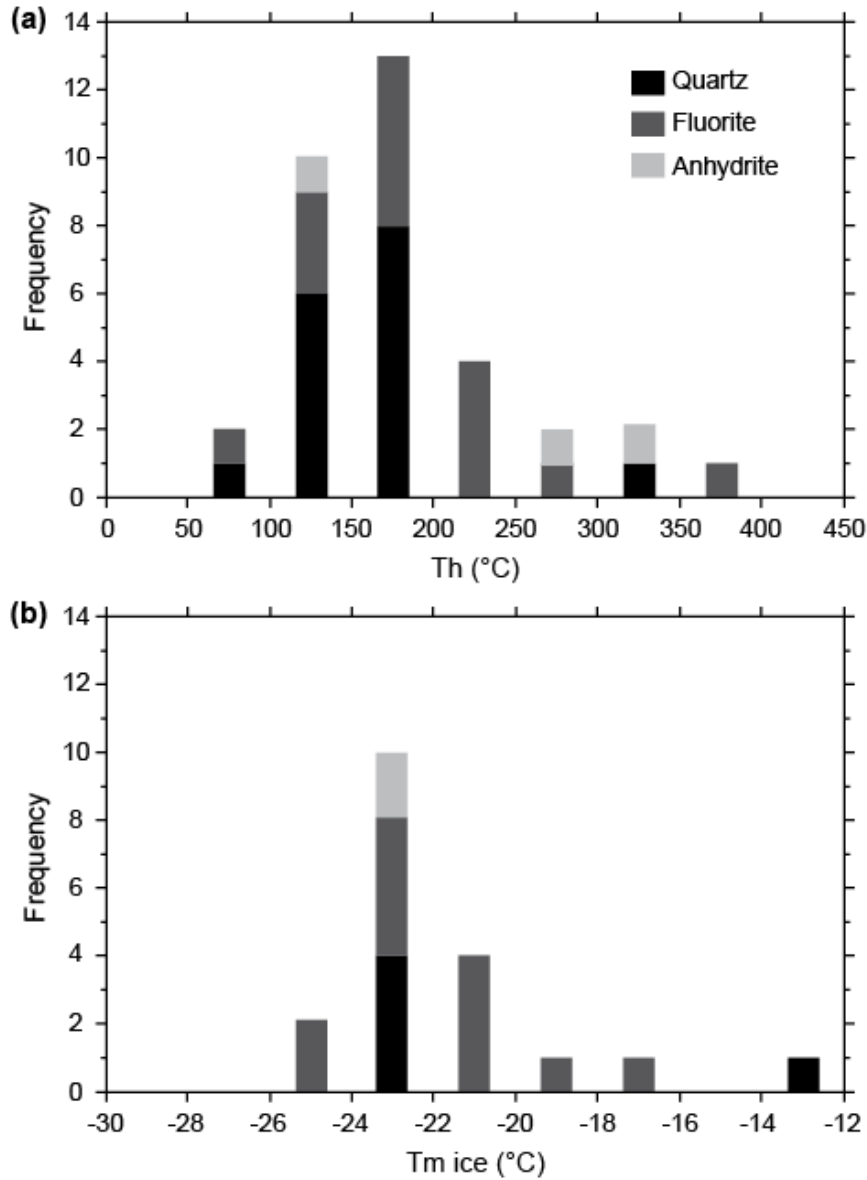 (a)
14
12
10
8
6
4
2
0
Frequency
Quartz
Fluorite
Anhydrite
0 50 100 150 200 250 300 350 400 450
Th (°C)
(b)
14
12
10
8
6
4
2
0
Frequency
-30 -28 -26 -24 -22 -20 -18 -16 -14 -12
Tm ice (°C)